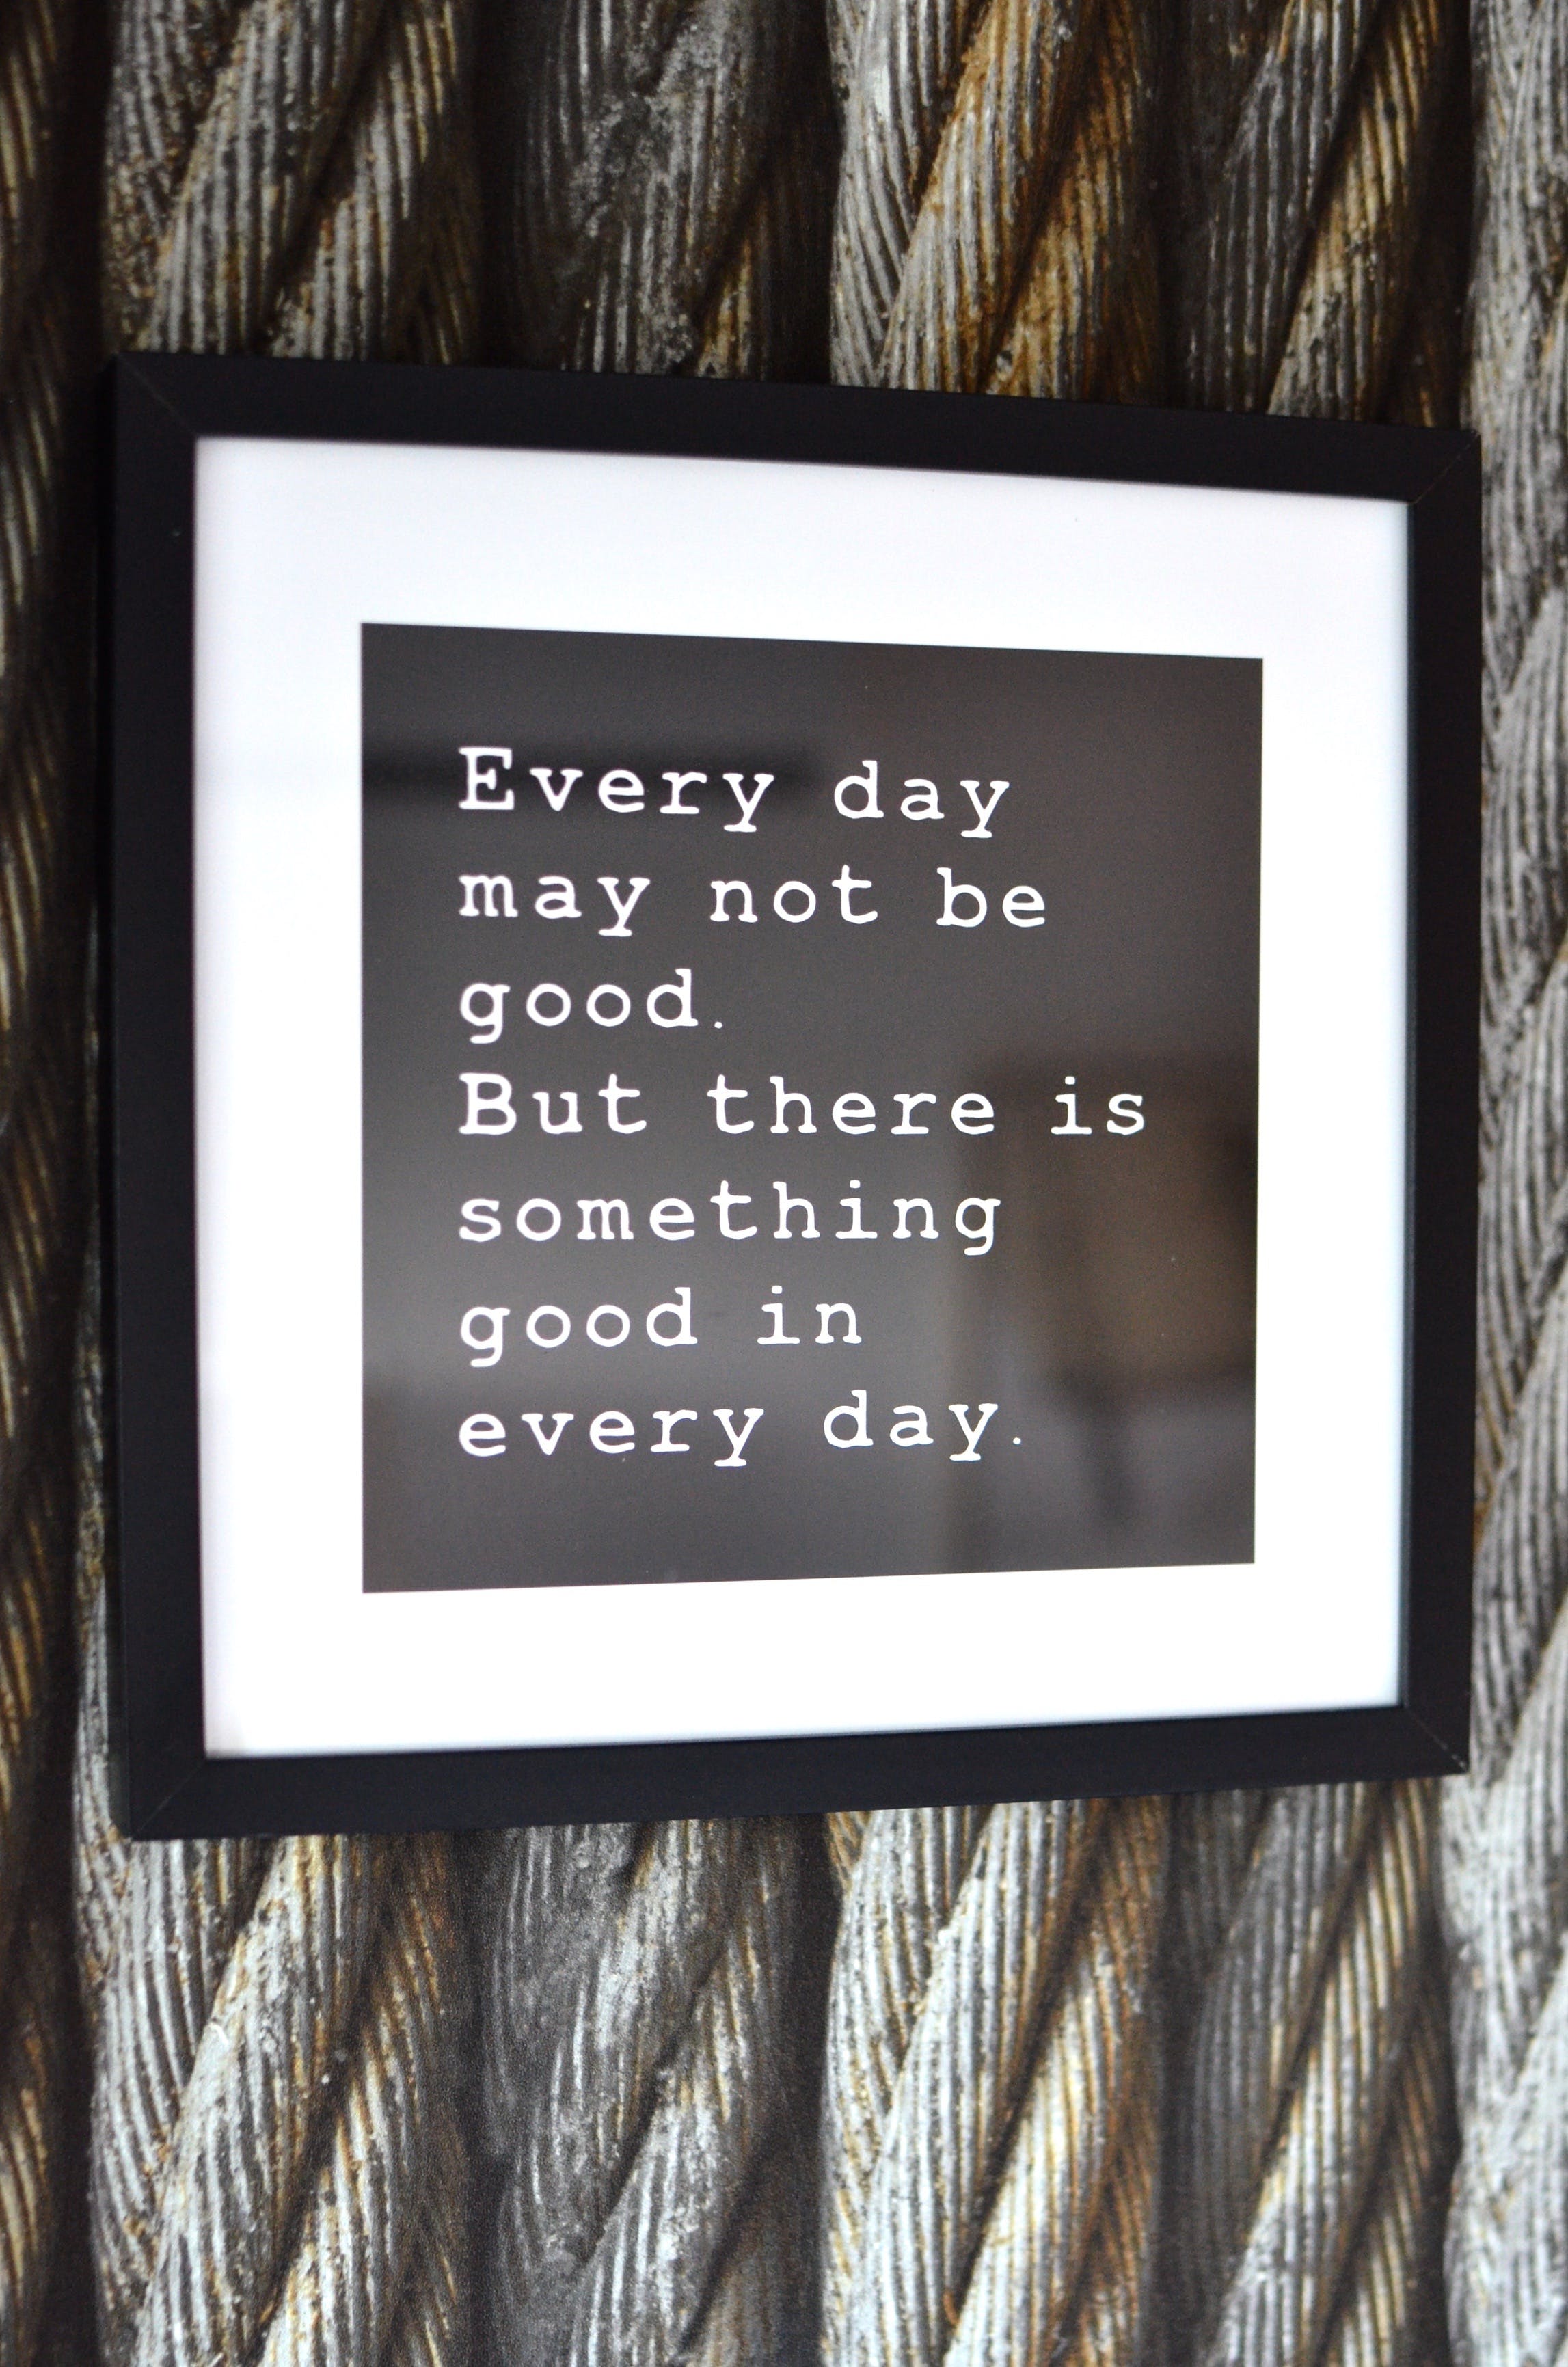 Every day
may not be
good.
But there is
something
good in
every day.